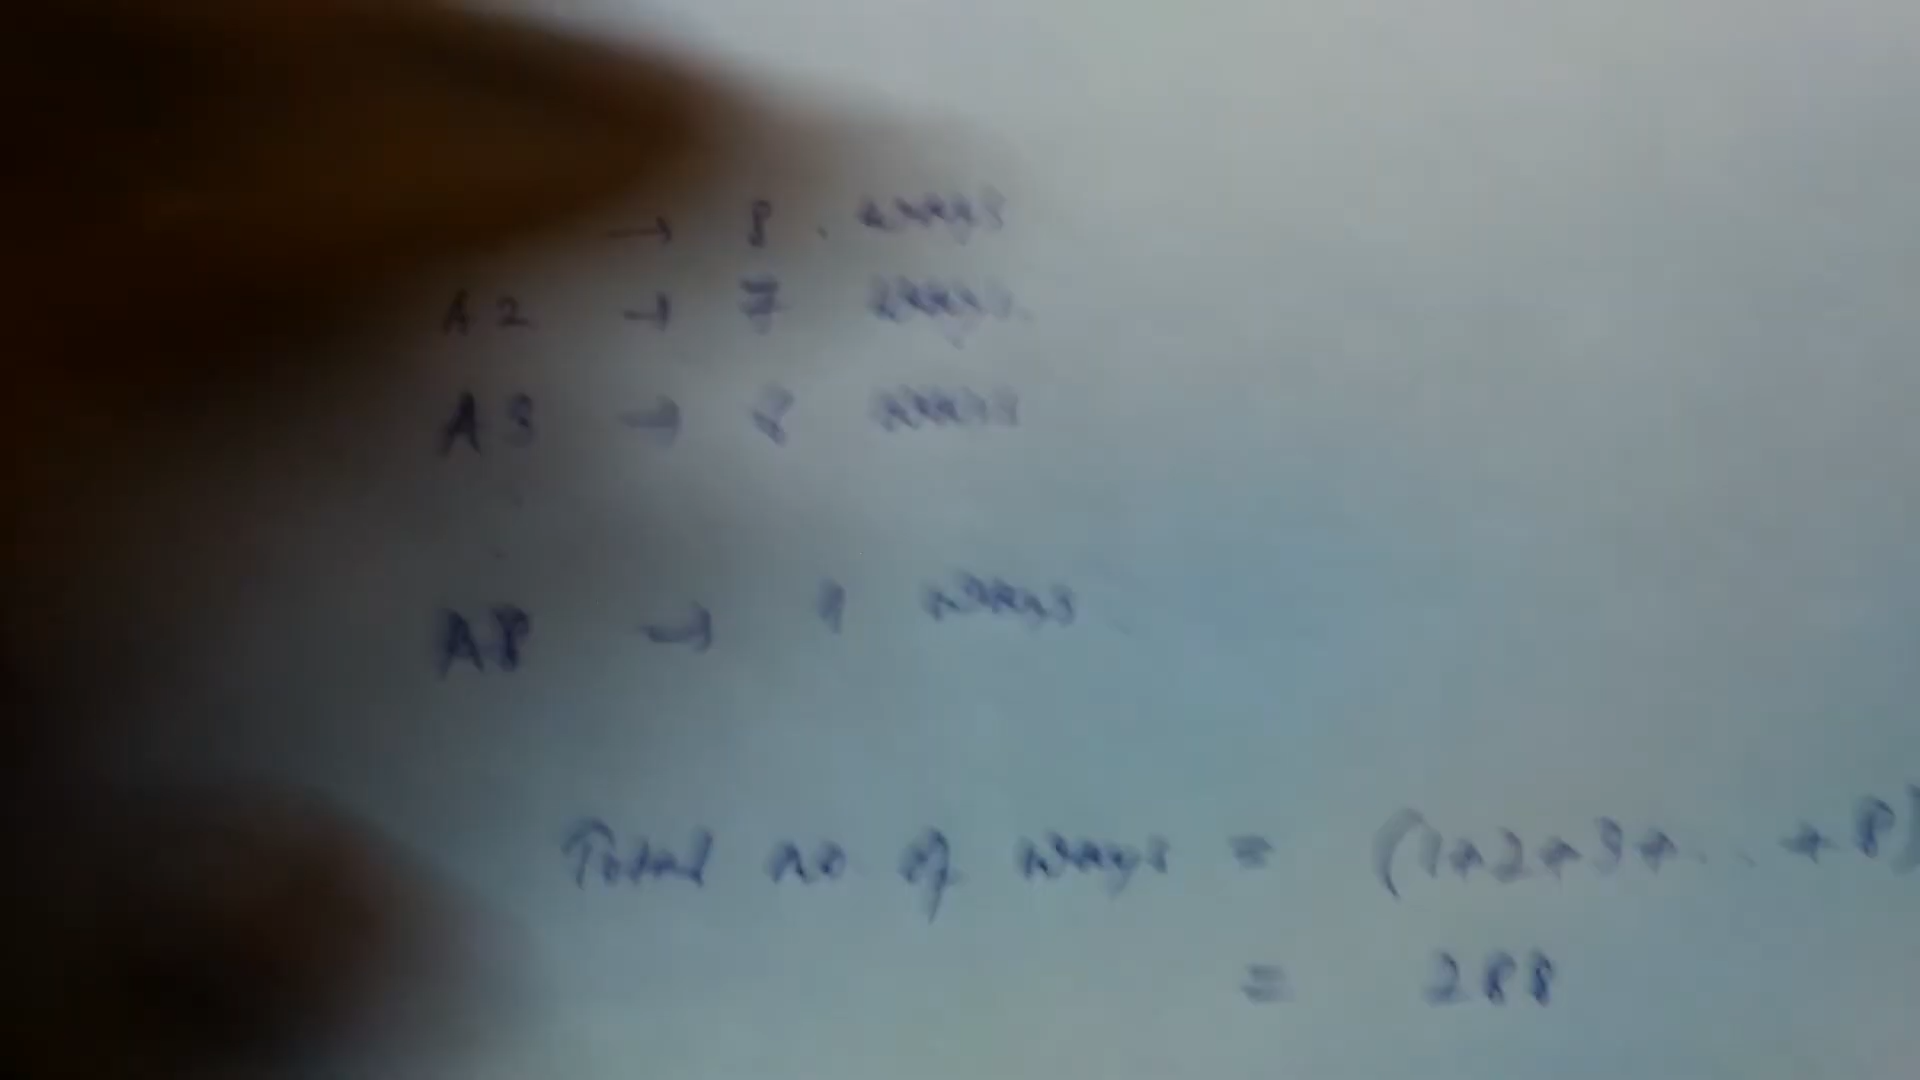 → 8 ways
A2 → 7 ways.
A3 → ways
A8 → 1 ways
Total no of ways = (1+2+3+... +8)
= 288